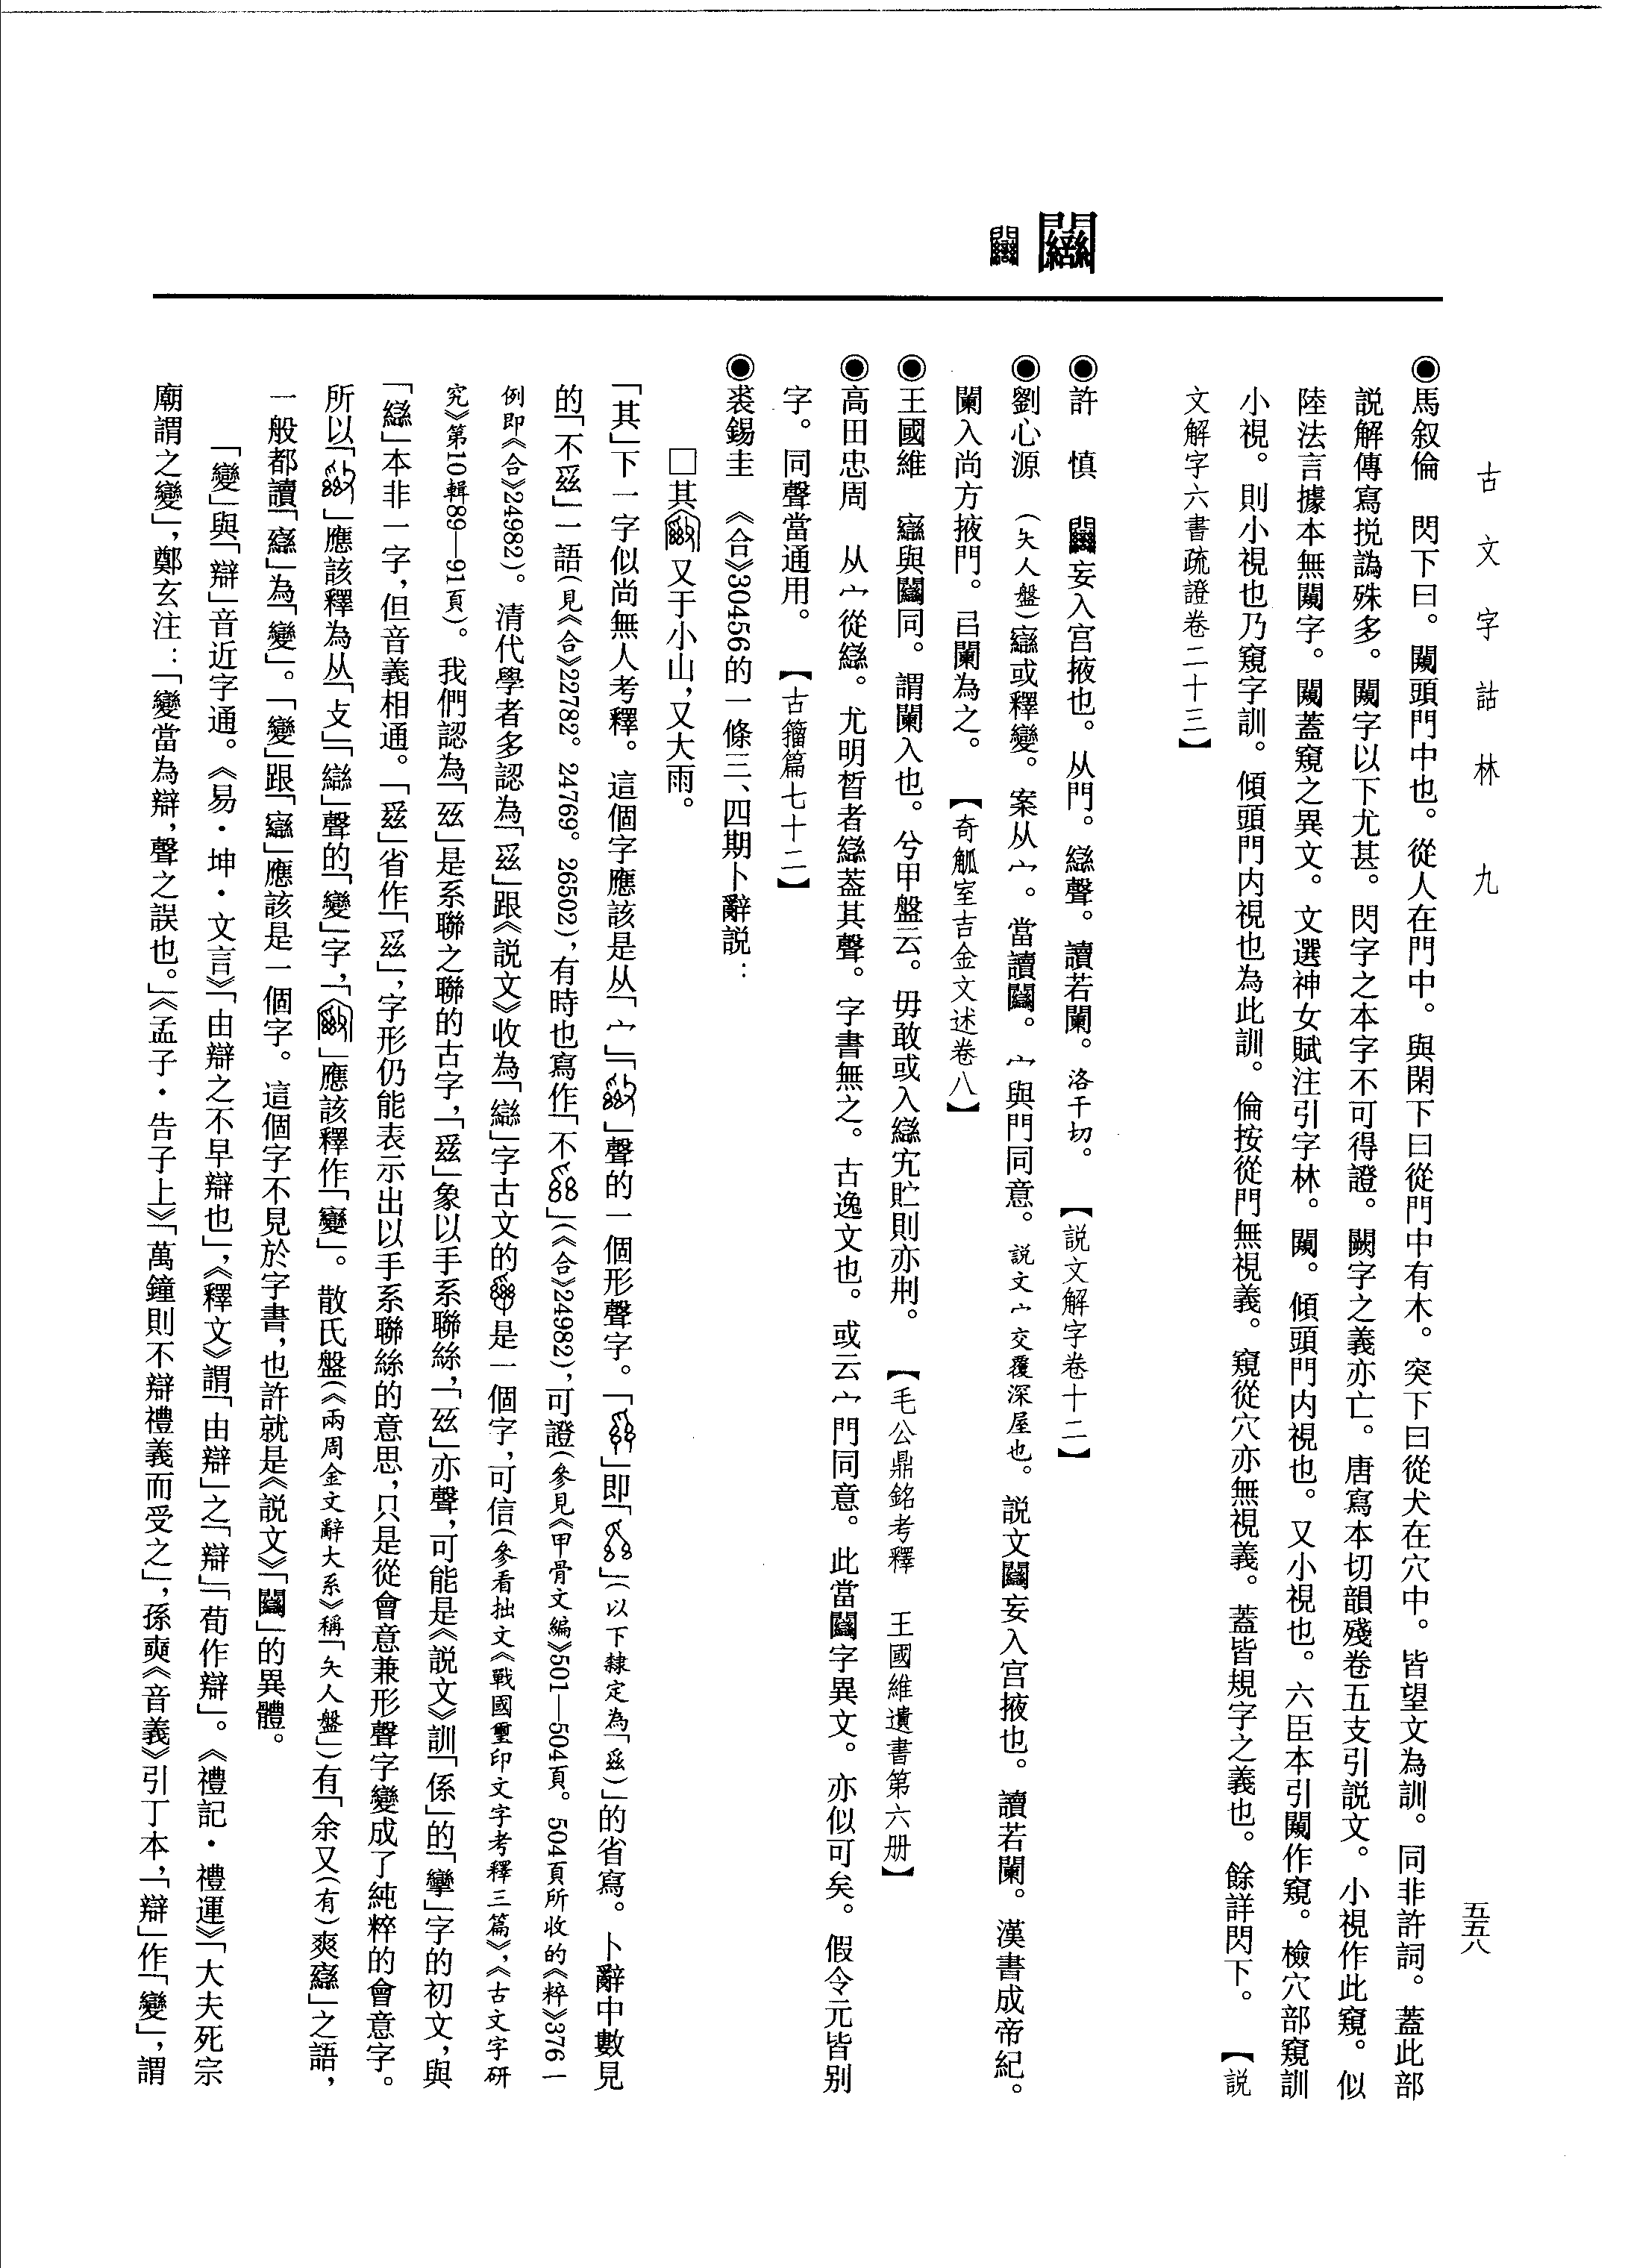 古文字詁林 九
五五八
䜌
◉馬叙倫 閃下曰。闚頭門中也。從人在門中。與閑下曰從門中有木。突下曰從犬在穴中。皆望文為訓。同非許詞。蓋此部
説解傳寫挩譌殊多。闚字以下尤甚。閃字之本字不可得證。闕字之義亦亡。唐寫本切韻殘卷五支引説文。小視作此窺。似
陸法言據本無闚字。闚蓋窺之異文。文選神女賦注引字林。闚。傾頭門内視也。又小視也。六臣本引闚作窺。檢穴部窺訓
小視。則小視也乃窺字訓。傾頭門内視也為此訓。倫按從門無視義。窺從穴亦無視義。蓋皆規字之義也。餘詳閃下。 【説
文解字六書疏證卷二十三】
◉許 慎 妄入宫掖也。从門。䜌聲。讀若闌。洛干切。 【説文解字卷十二】
◉劉心源 (夨人盤)或釋變。案从宀。當讀。宀與門同意。説文宀交覆深屋也。説文妄入宫掖也。讀若闌。漢書成帝紀。
闌入尚方掖門。㠯闌為之。 【奇觚室吉金文述卷八】
◉王國維 與同。謂闌入也。兮甲盤云。毋敢或入䜌宄貯則亦荆。 【毛公鼎銘考釋 王國維遺書第六册】
◉高田忠周 从宀從䜌。尤明晳者䜌葢其聲。字書無之。古逸文也。或云宀門同意。此當字異文。亦似可矣。假令元皆别
字。同聲當通用。 【古籀篇七十二】
◉裘錫圭 《合》30456的一條三、四期卜辭説：
□其又于小山，又大雨。
「其」下一字似尚無人考釋。這個字應該是从「宀」「」聲的一個形聲字。「」即「」(以下隸定為「」)的省寫。卜辭中數見
的「不」一語(見《合》22782。24769。26502)，有時也寫作「不」(《合》24982)，可證(參見《甲骨文編》501—504頁。504頁所收的《粹》376一
例即《合》24982)。清代學者多認為「」跟《説文》收為「䜌」字古文的是一個字，可信(參看拙文《戰國璽印文字考釋三篇》，《古文字研
究》第10輯89—91頁)。我們認為「」是系聯之聯的古字，「」象以手系聯絲，「」亦聲，可能是《説文》訓「係」的「攣」字的初文，與
「䜌」本非一字，但音義相通。「」省作「」，字形仍能表示出以手系聯絲的意思，只是從會意兼形聲字變成了純粹的會意字。
所以「」應該釋為从「攴」「䜌」聲的「變」字，「」應該釋作「」。散氏盤(《兩周金文辭大系》稱「夨人盤」)有「余又(有)爽」之語，
一般都讀「」為「變」。「變」跟「」應該是一個字。這個字不見於字書，也許就是《説文》「」的異體。
「變」與「辯」音近字通。《易·坤·文言》「由辯之不早辯也」，《釋文》謂「由辯」之「辯」「荀作變」。《禮記·禮運》「大夫死宗
廟謂之變」，鄭玄注：「變當為辯，聲之誤也。」《孟子·告子上》「萬鐘則不辯禮義而受之」，孫奭《音義》引丁本，「辯」作「變」，謂